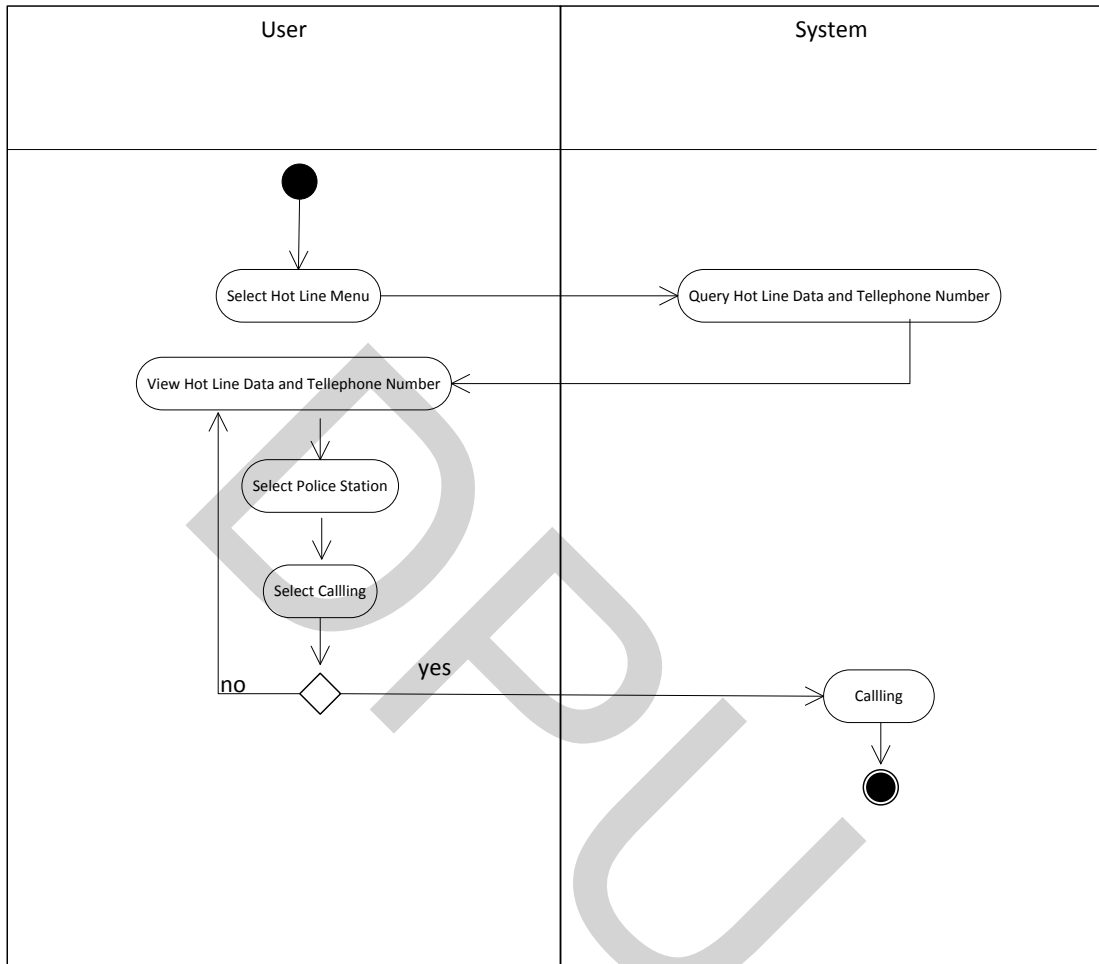 User
System
Select Hot Line Menu
Query Hot Line Data and Tellephone Number
View Hot Line Data and Tellephone Number
Select Police Station
Select Callling
yes
no
Callling
DPU